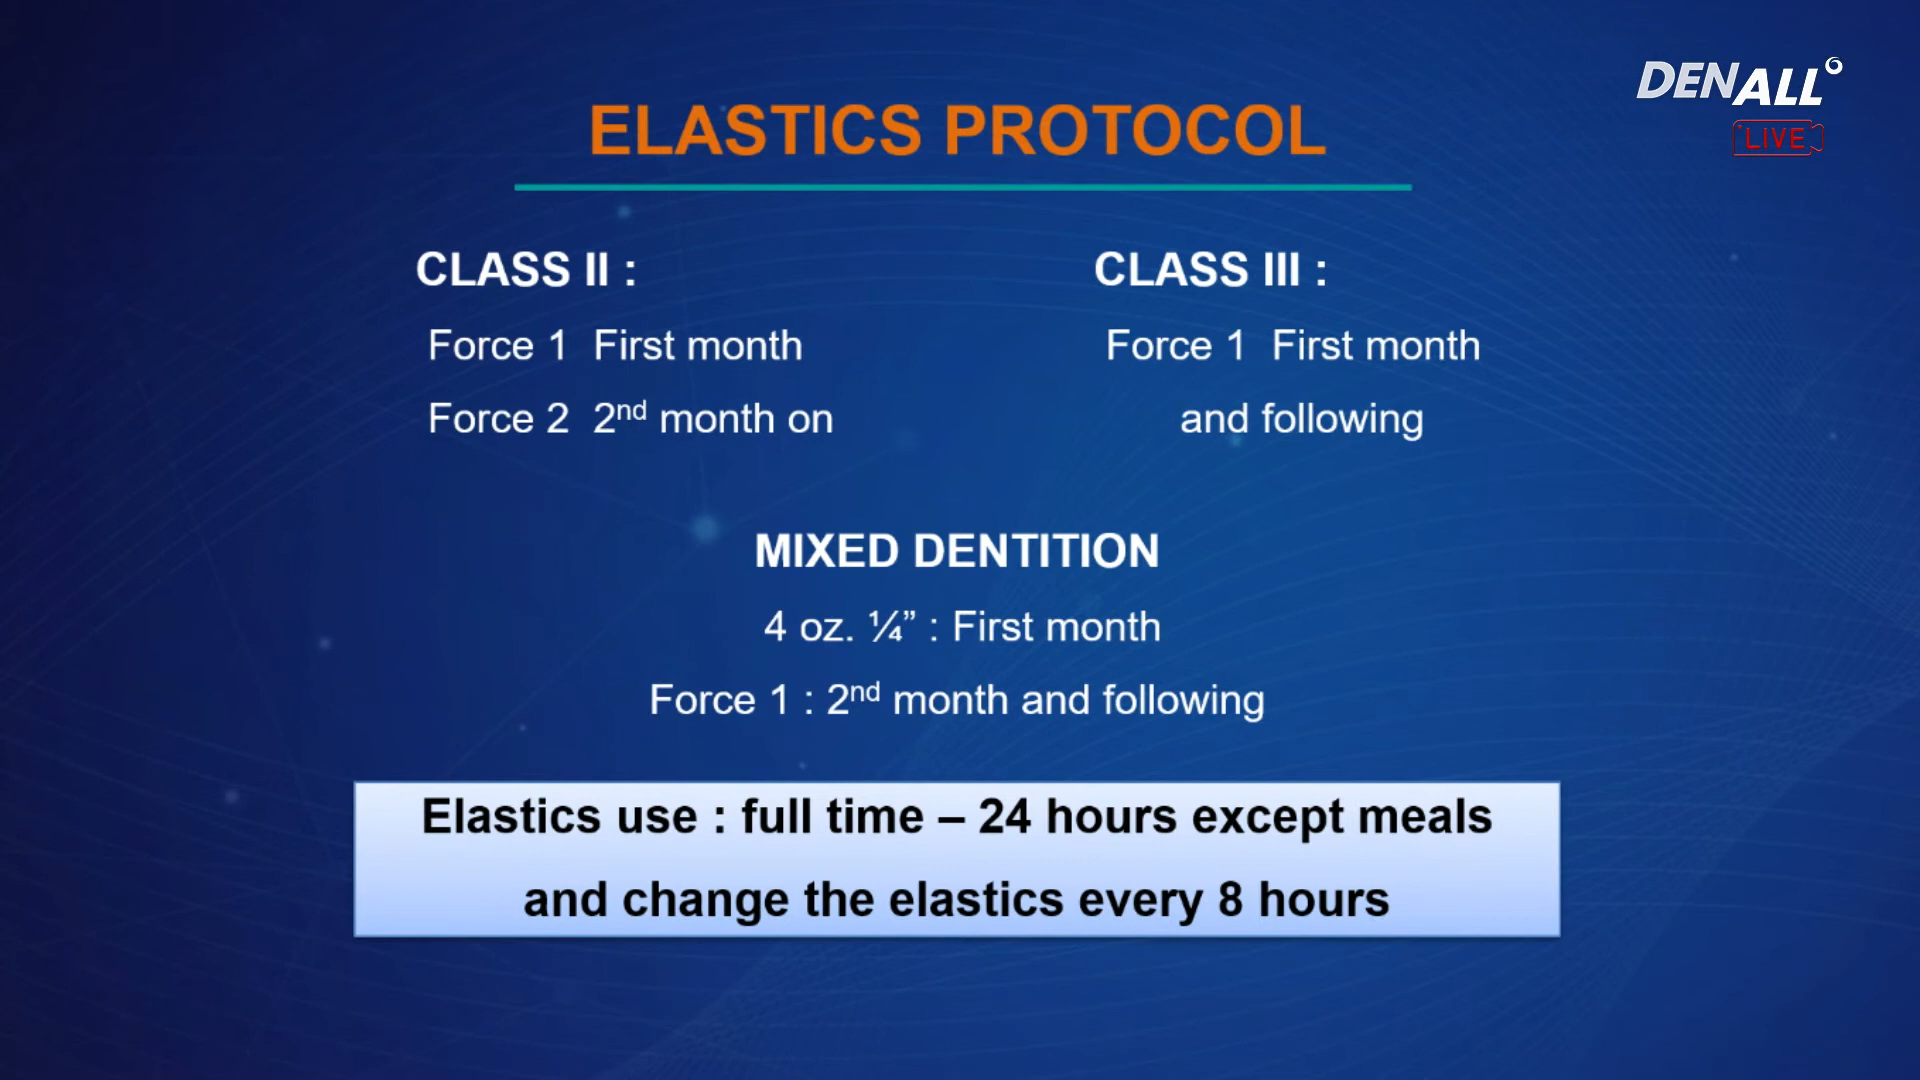 DENALL
LIVE
ELASTICS PROTOCOL
CLASS II :
Force 1 First month
Force 2 2nd month on
CLASS III :
Force 1 First month
and following
MIXED DENTITION
4 oz. ¼” : First month
Force 1 : 2nd month and following
Elastics use : full time – 24 hours except meals
and change the elastics every 8 hours